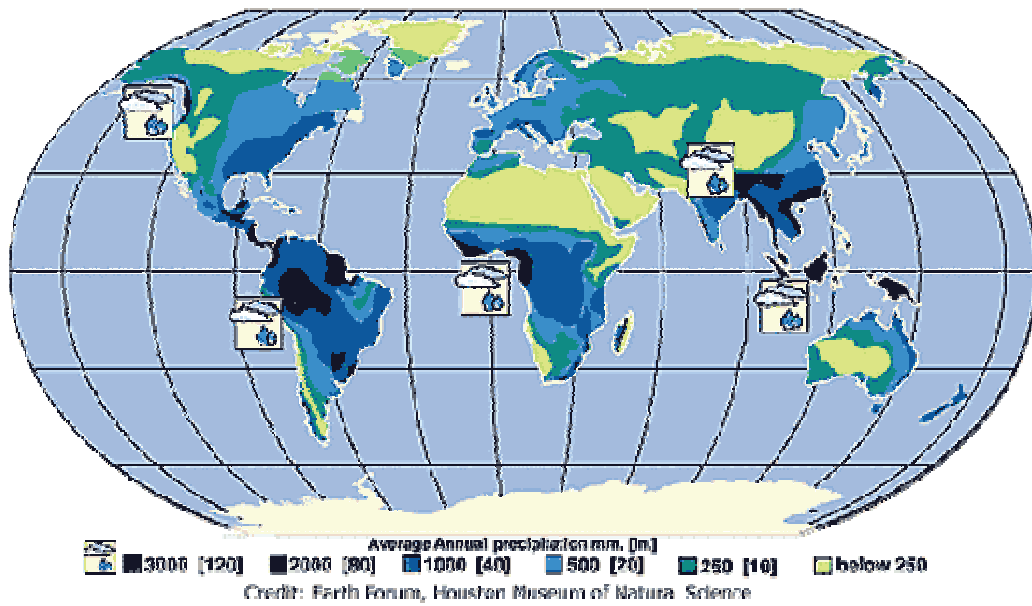 Average Annual precipitation mm. [in]
3000 [120] 2000 [80] 1000 [40] 500 [20] 250 [10] below 250
Credit: Earth Forum, Houston Museum of Natural Science